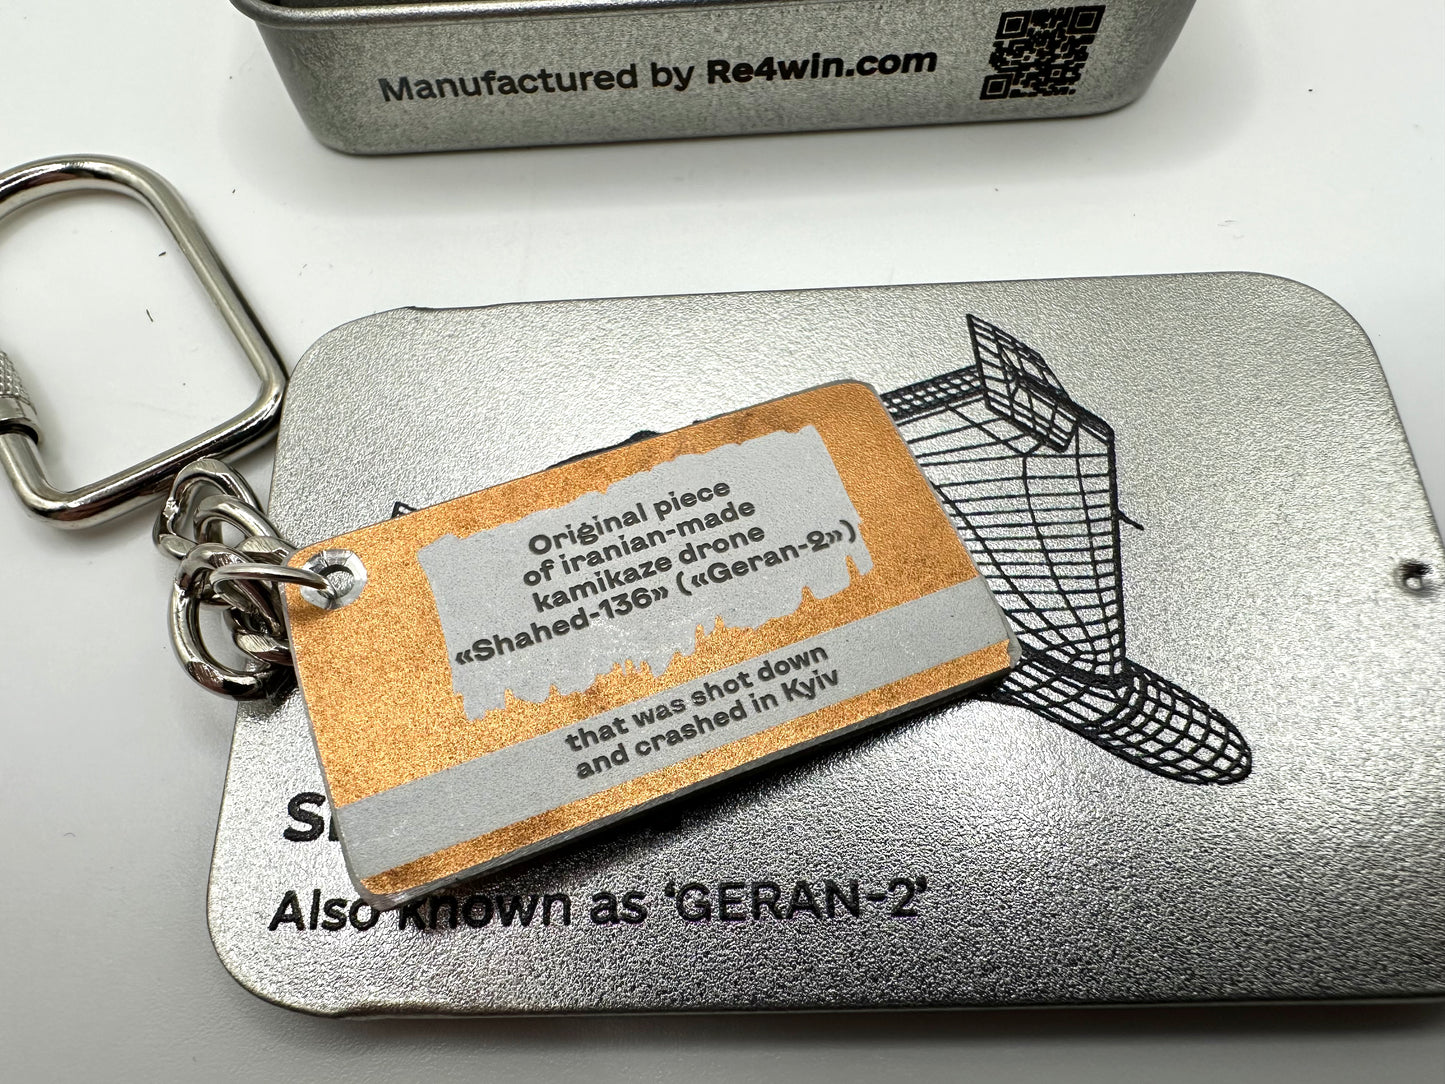 Manufactured by Re4win.com
Original piece
of iranian-made
kamikaze drone
«Shahed-136» («Geran-2»)
that was shot down
and crashed in Kyiv
Also known as ‘GERAN-2’